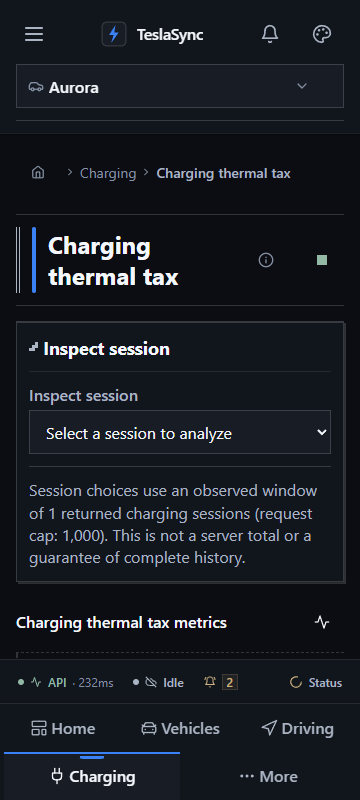 TeslaSync
Aurora
Charging
Charging thermal tax
Charging
thermal tax
Inspect session
Inspect session
Select a session to analyze
Session choices use an observed window
of 1 returned charging sessions (request
cap: 1,000). This is not a server total or a
guarantee of complete history.
Charging thermal tax metrics
API · 232ms
Idle
2
Status
Home
Vehicles
Driving
Charging
More